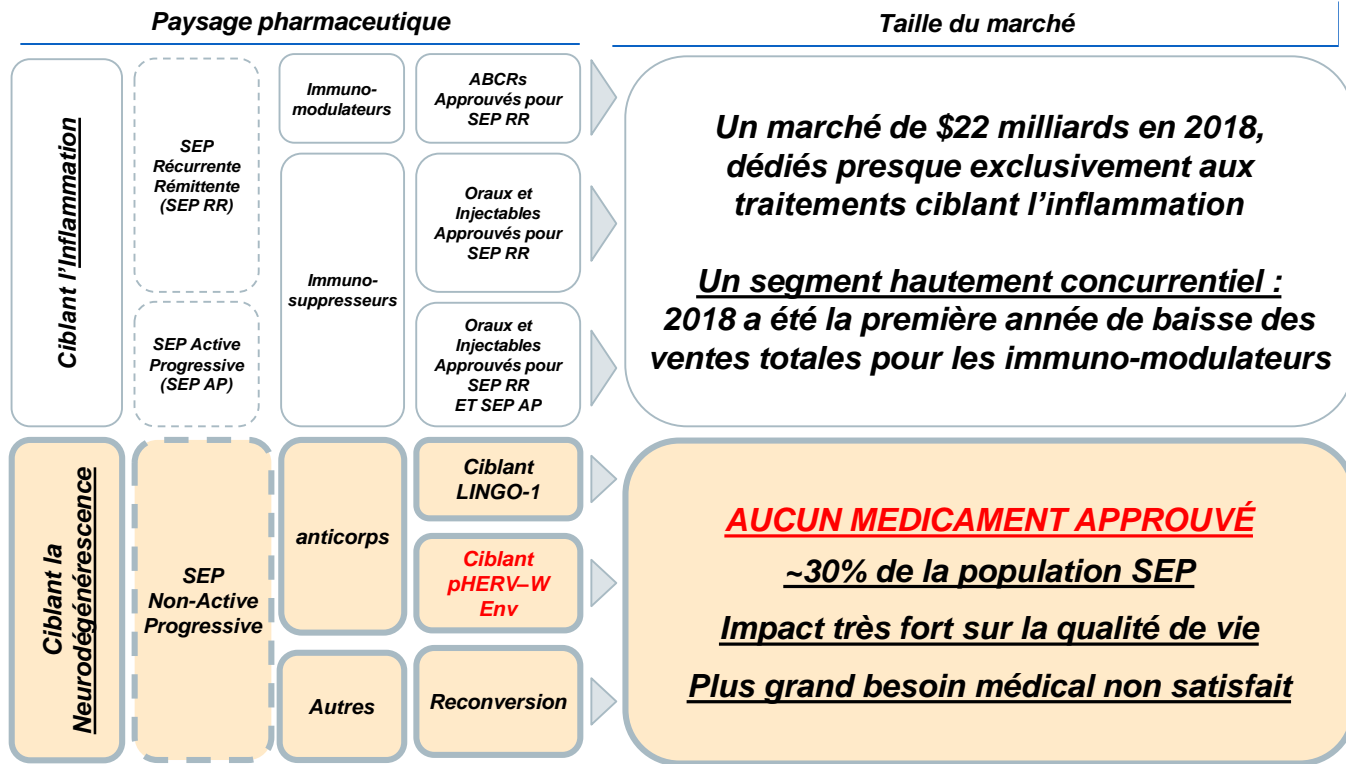 Paysage pharmaceutique
Taille du marché
Ciblant l’Inflammation
SEP
Récurrente
Rémittente
(SEP RR)
SEP Active
Progressive
(SEP AP)
Immuno-
modulateurs
Immuno-
suppresseurs
ABCRs
Approuvés pour
SEP RR
Oraux et
Injectables
Approuvés pour
SEP RR
Oraux et
Injectables
Approuvés pour
SEP RR
ET SEP AP
Un marché de $22 milliards en 2018,
dédiés presque exclusivement aux
traitements ciblant l’inflammation
Un segment hautement concurrentiel :
2018 a été la première année de baisse des
ventes totales pour les immuno-modulateurs
Ciblant la
Neurodégénérescence
SEP
Non-Active
Progressive
anticorps
Autres
Ciblant
LINGO-1
Ciblant
pHERV–W
Env
Reconversion
AUCUN MEDICAMENT APPROUVÉ
~30% de la population SEP
Impact très fort sur la qualité de vie
Plus grand besoin médical non satisfait